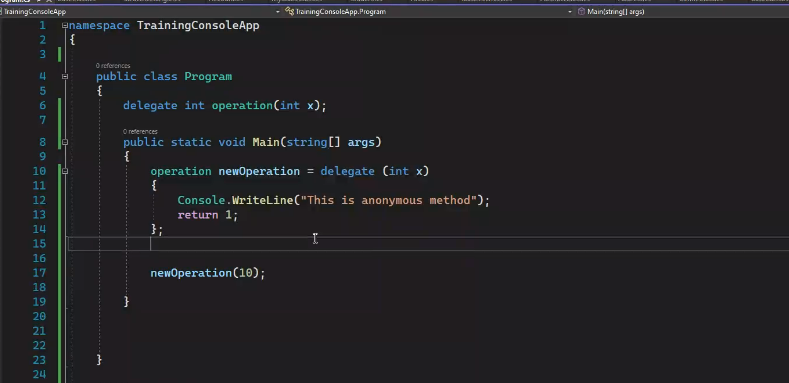 TrainingConsoleApp
TrainingConsoleApp.Program
Main(string[] args)
1 namespace TrainingConsoleApp
2 {
3
0 references
4 public class Program
5 {
6 delegate int operation(int x);
7
0 references
8 public static void Main(string[] args)
9 {
10 operation newOperation = delegate (int x)
11 {
12 Console.WriteLine("This is anonymous method");
13 return 1;
14 };
15
16
17 newOperation(10);
18
19 }
20
21
22
23 }
24